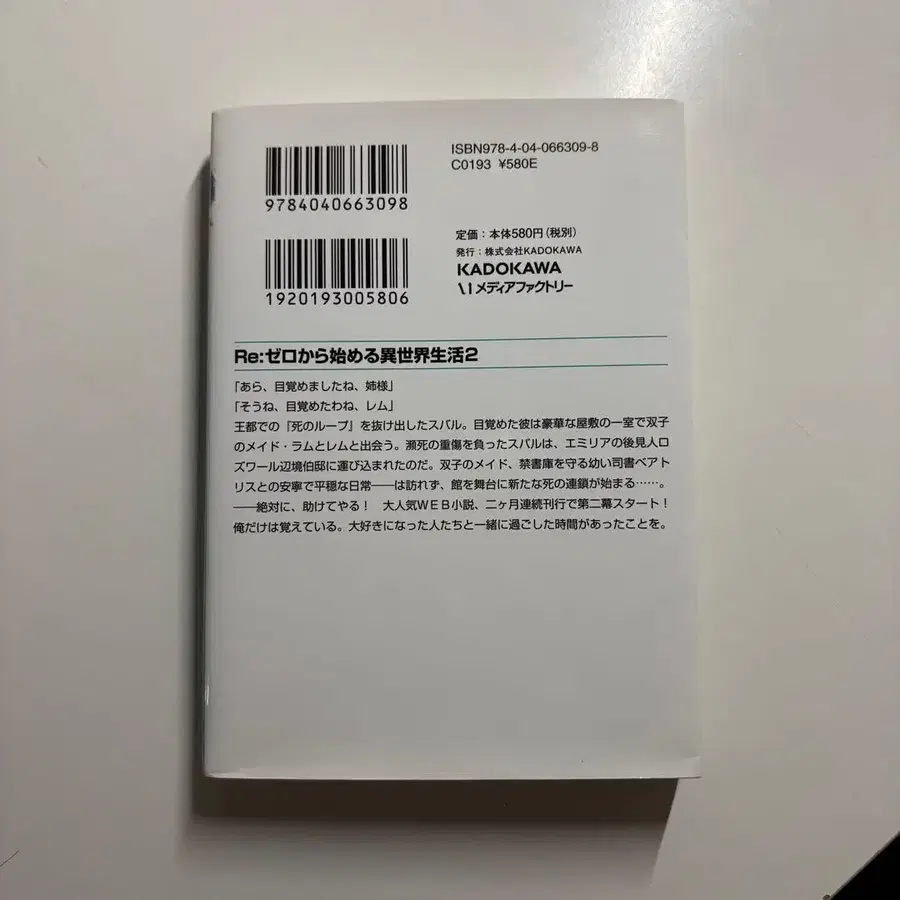 9784040663098
ISBN978-4-04-066309-8
C0193 ¥580E
1920193005806
定価：本体580円（税別）
発行：株式会社KADOKAWA
KADOKAWA
メディアファクトリー
Re:ゼロから始める異世界生活2
「あら、目覚めましたね、姉様」
「そうね、目覚めたわね、レム」
王都での『死のループ』を抜け出したスバル。目覚めた彼は豪華な屋敷の一室で双子
のメイド・ラムとレムと出会う。瀕死の重傷を負ったスバルは、エミリアの後見人ロ
ズワール辺境伯邸に運び込まれたのだ。双子のメイド、禁書庫を守る幼い司書ベアト
リスとの安寧で平穏な日常――は訪れず、館を舞台に新たな死の連鎖が始まる……。
――絶対に、助けてやる！　大人気ＷＥＢ小説、二ヶ月連続刊行で第二幕スタート！
俺だけは覚えている。大好きになった人たちと一緒に過ごした時間があったことを。